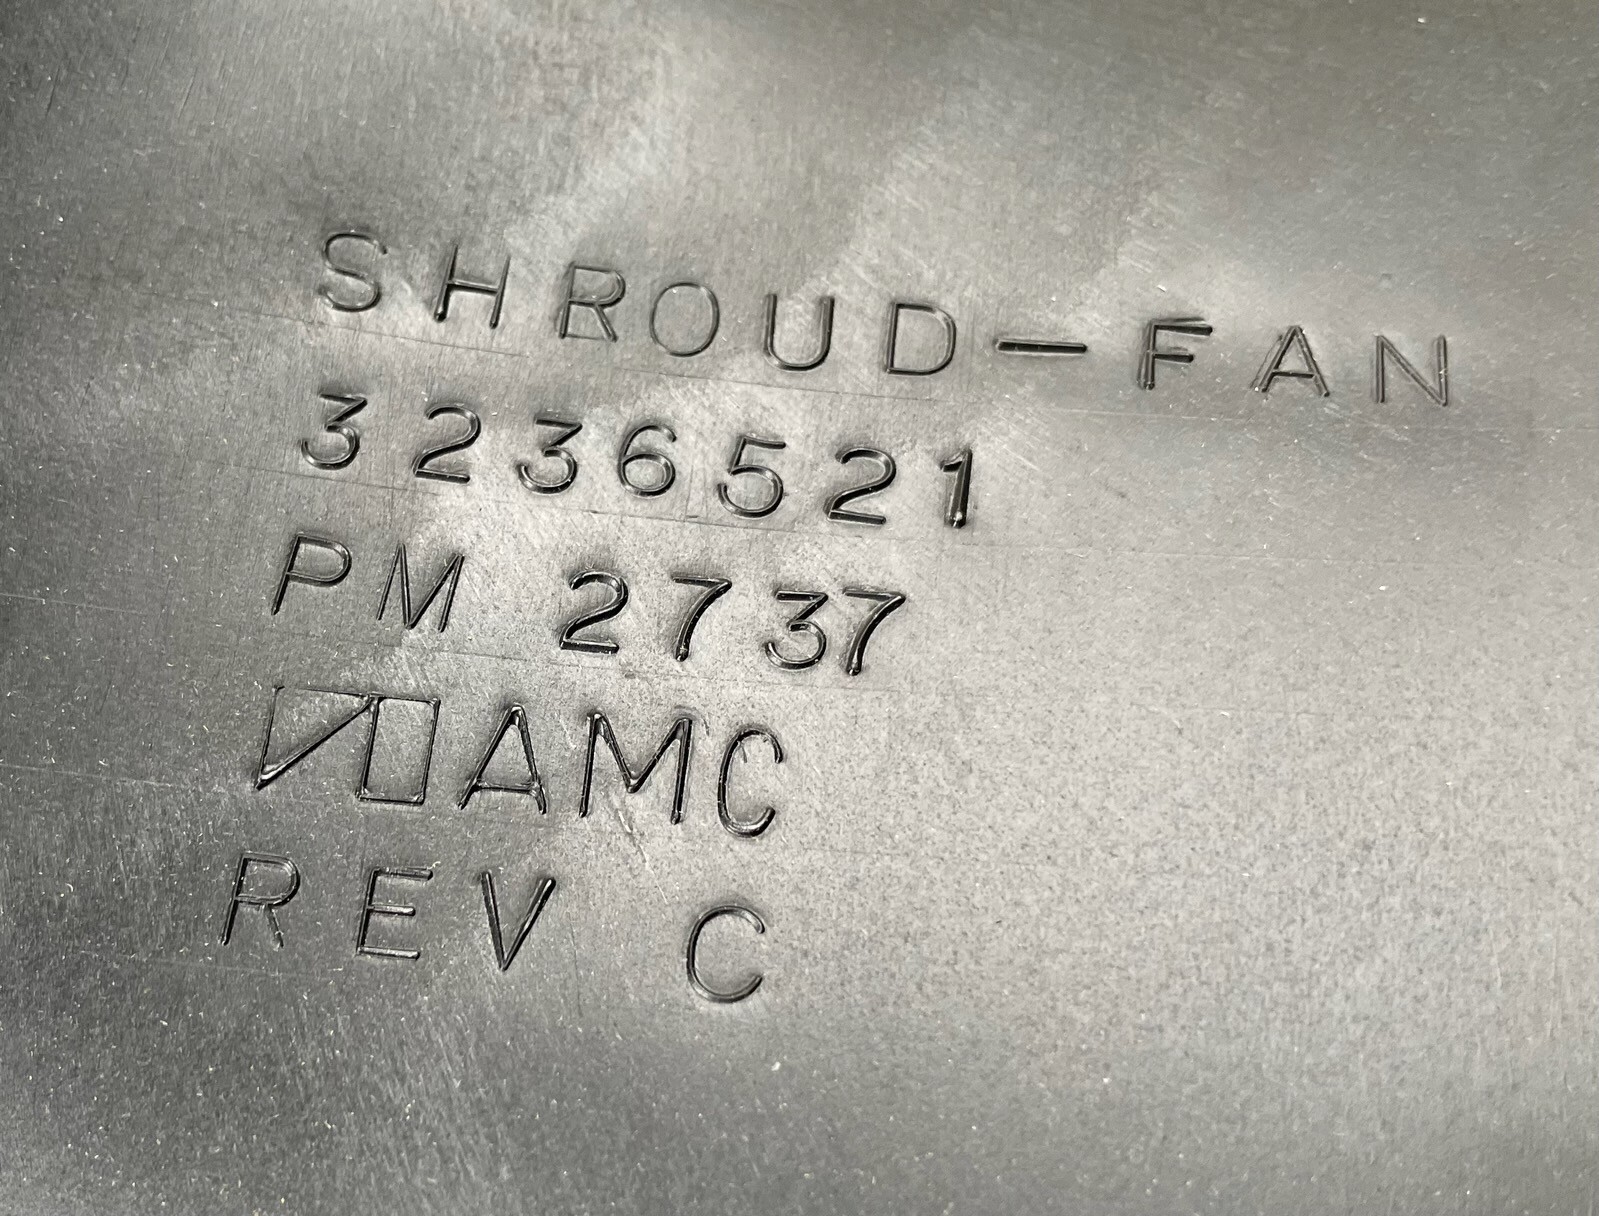 SHROUD-FAN
3236521
PM 2737
AMC
REV C